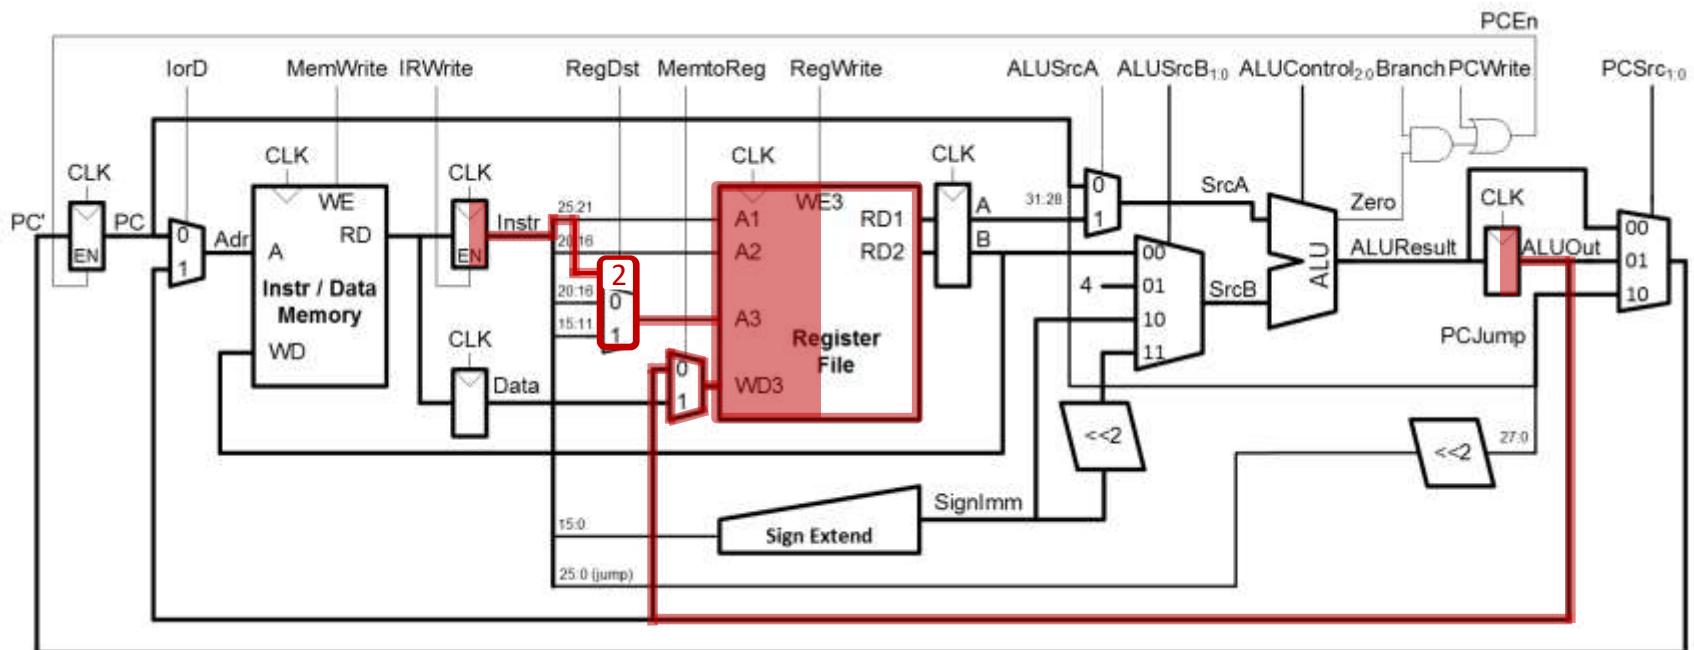 PCEn
IorD MemWrite IRWrite RegDst MemtoReg RegWrite ALUSrcA ALUSrcB1:0 ALUControl2:0 Branch PCWrite PCSrc1:0
CLK CLK CLK CLK CLK CLK
PC' PC EN
0
1
Adr
WE
A RD
Instr / Data
Memory
WD
EN
Instr
CLK
Data
25:21
20:16
20:16
15:11
2
0
1
0
1
WE3
A1 RD1
A2 RD2
A3
Register
File
WD3
A
B
31:28
0
1
SrcA
00
4 01
10
11
SrcB
ALU
Zero
ALUResult
ALUOut
00
01
10
PCJump
<<2
<<2
27:0
15:0
Sign Extend
SignImm
25:0 (jump)